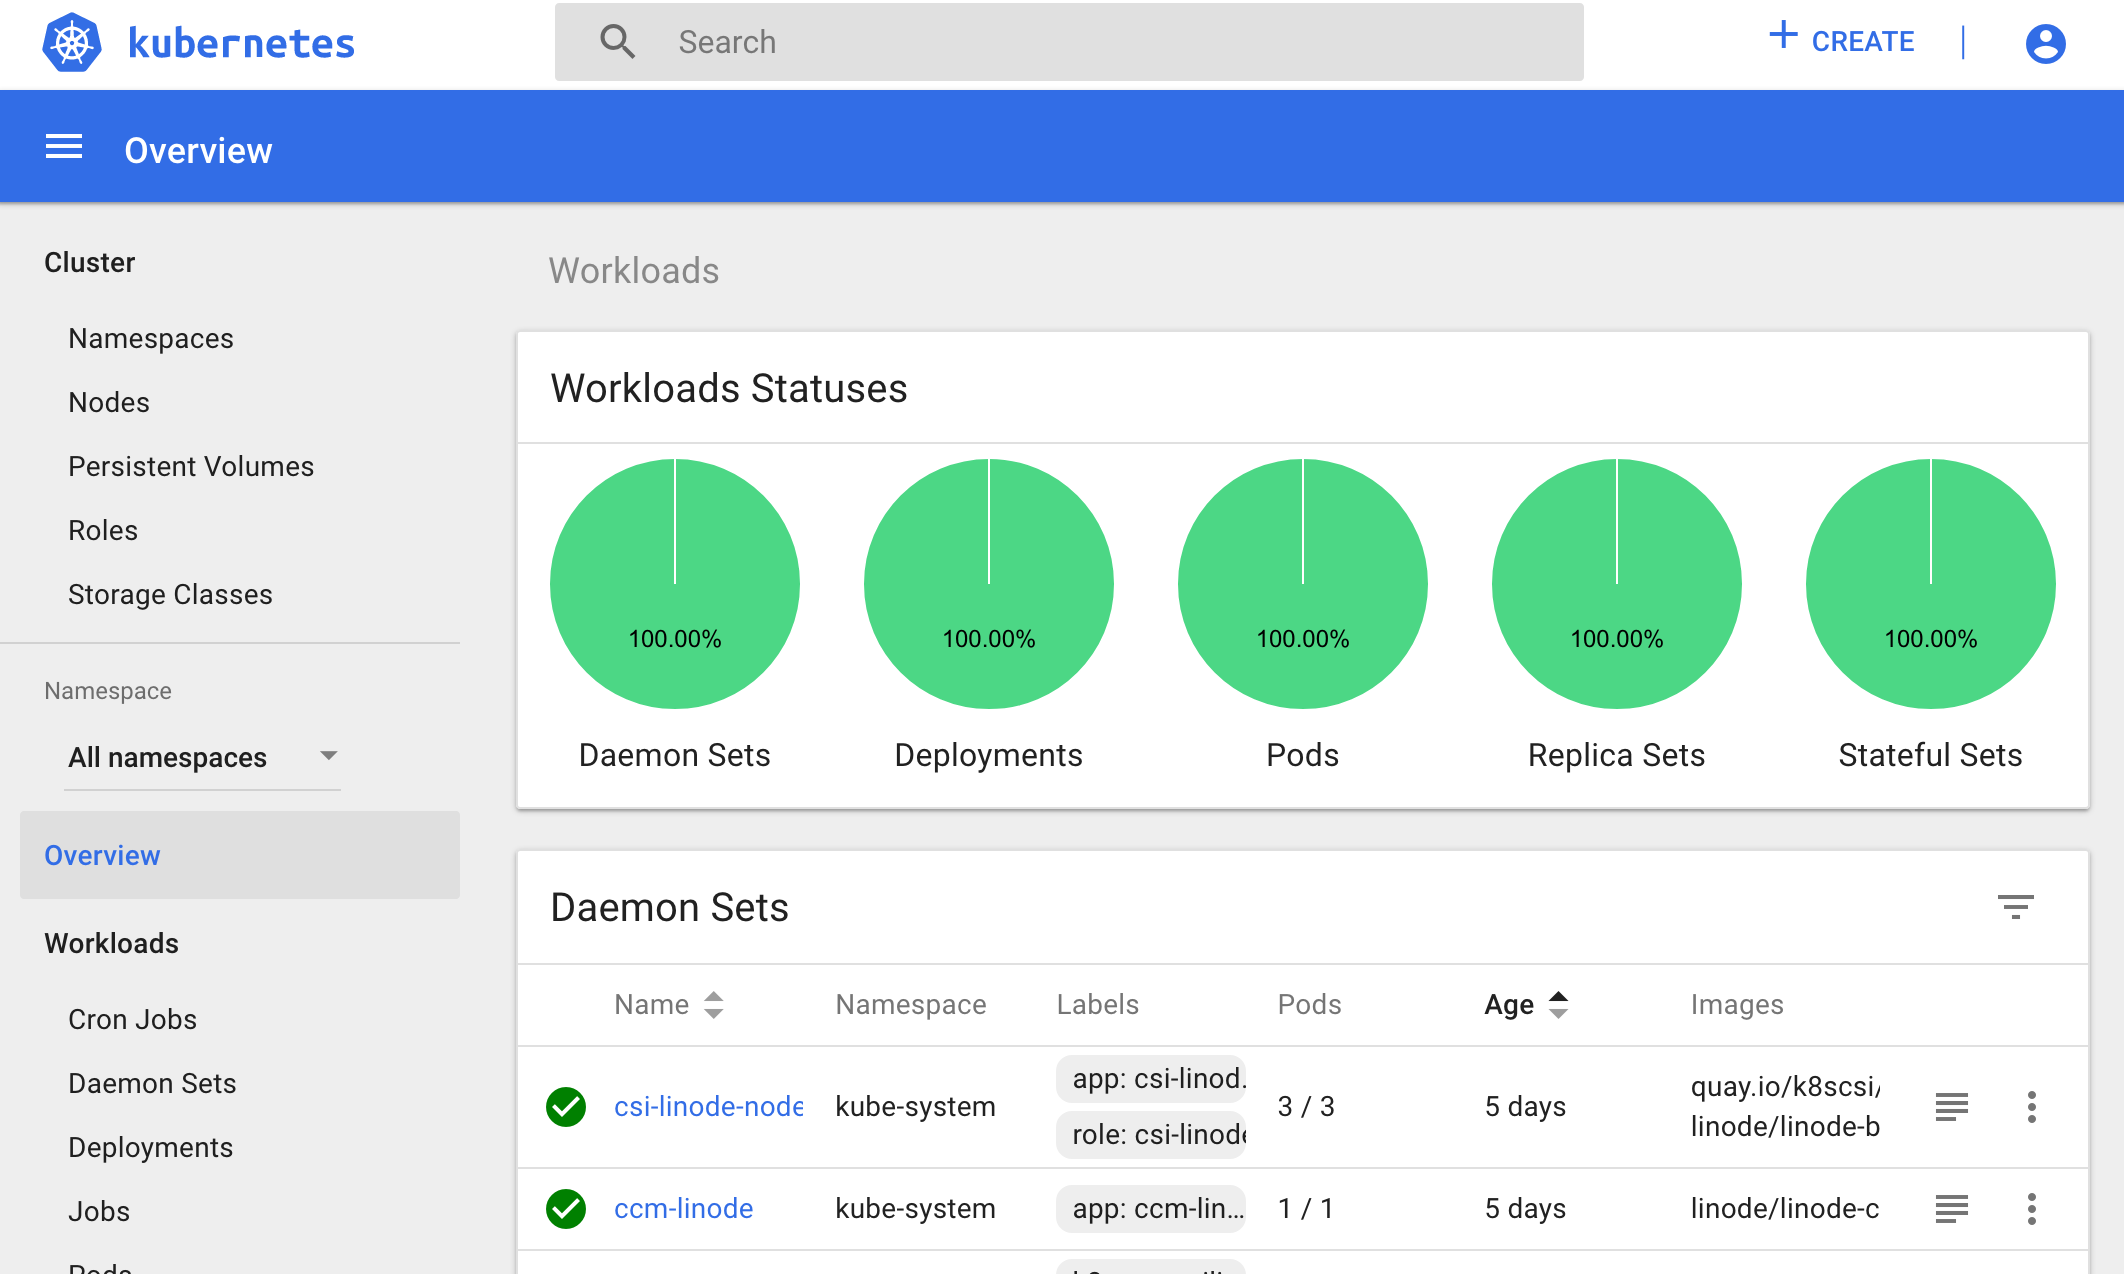 kubernetes
Search
CREATE
Overview
Cluster
Namespaces
Nodes
Persistent Volumes
Roles
Storage Classes
Namespace
All namespaces
Overview
Workloads
Cron Jobs
Daemon Sets
Deployments
Jobs
Workloads
Workloads Statuses
100.00% 100.00% 100.00% 100.00% 100.00%
Daemon Sets Deployments Pods Replica Sets Stateful Sets
Daemon Sets
Name Namespace Labels Pods Age Images
csi-linode-node kube-system app: csi-linod. 3 / 3 5 days quay.io/k8scsi/
role: csi-linode linode/linode-b
ccm-linode kube-system app: ccm-lin... 1 / 1 5 days linode/linode-c